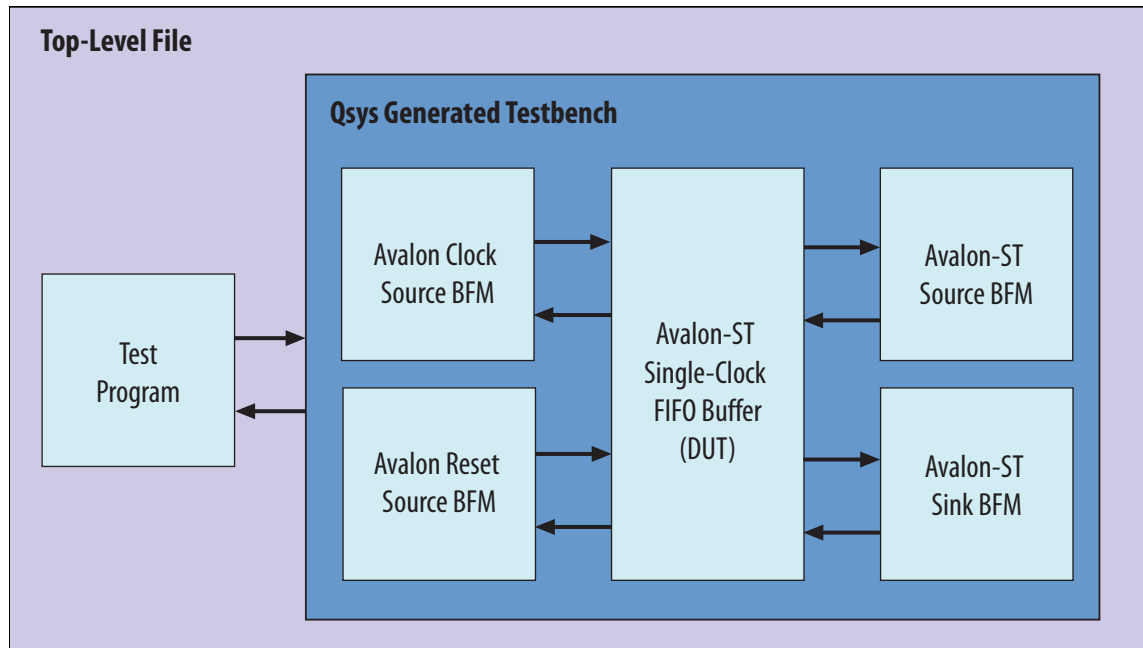 Top-Level File
Qsys Generated Testbench
Test
Program
Avalon Clock
Source BFM
Avalon Reset
Source BFM
Avalon-ST
Single-Clock
FIFO Buffer
(DUT)
Avalon-ST
Source BFM
Avalon-ST
Sink BFM